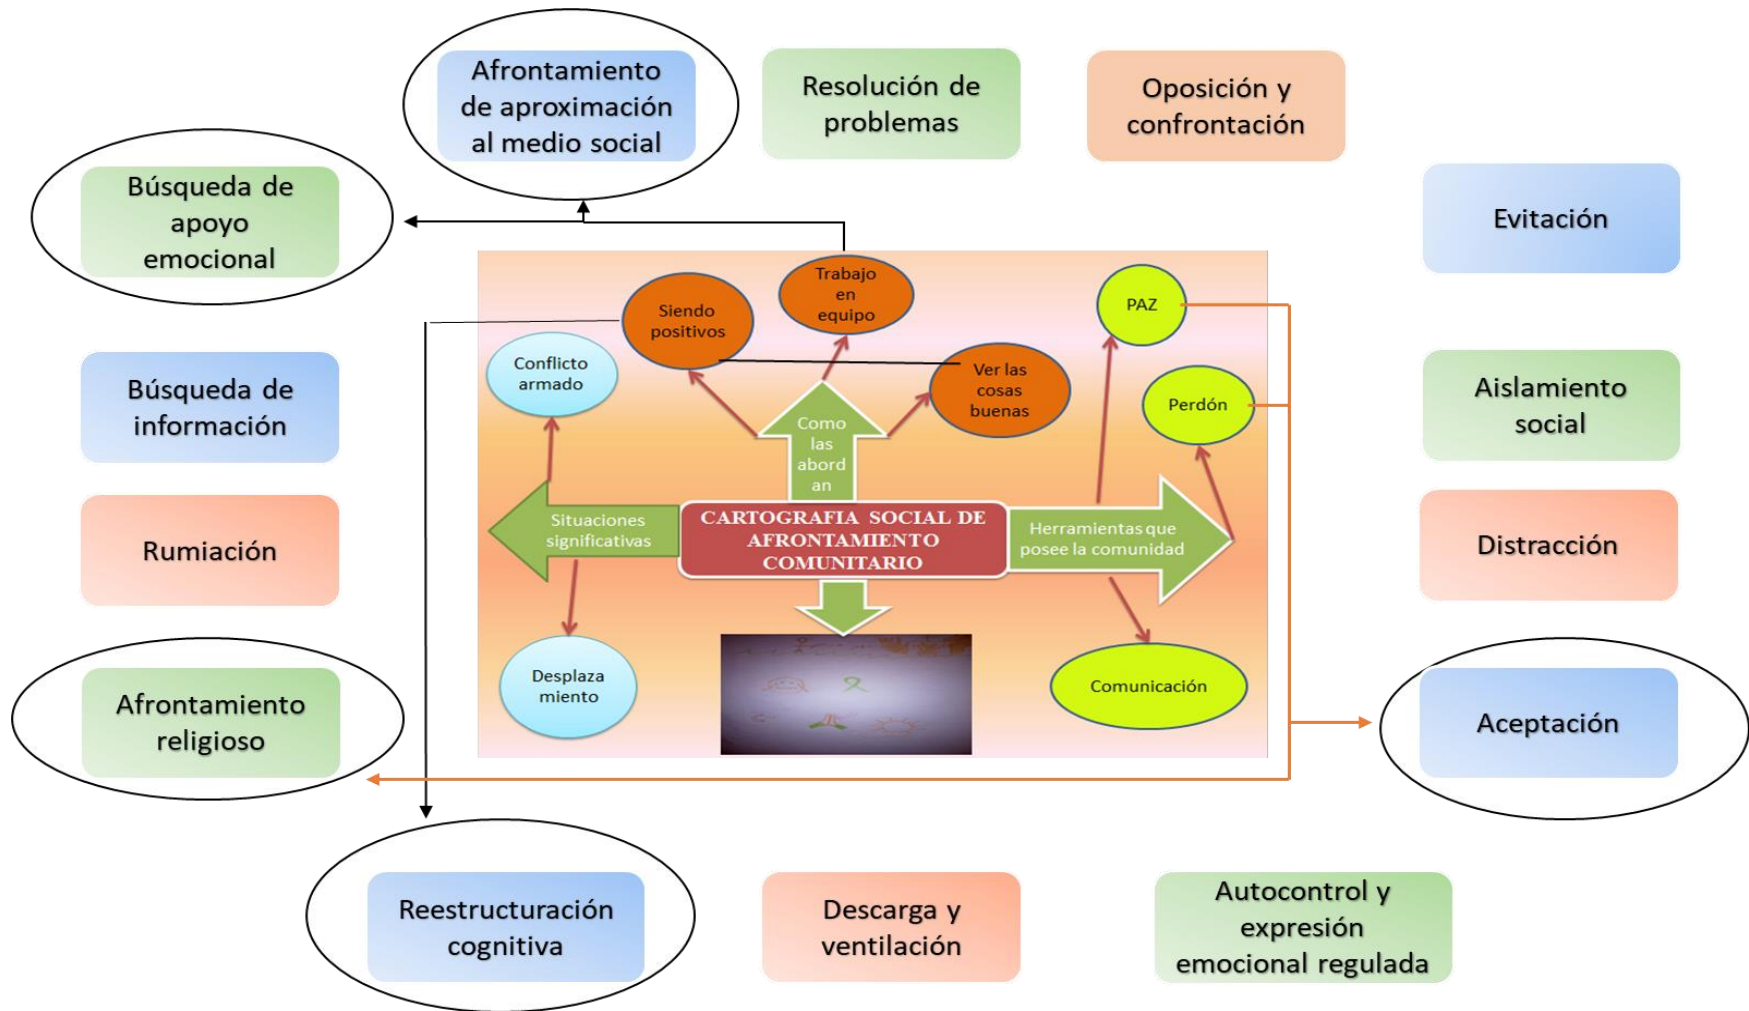 Afrontamiento
de aproximación
al medio social
Resolución de
problemas
Oposición y
confrontación
Búsqueda de
apoyo
emocional
Evitación
Trabajo
en
equipo
Siendo
positivos
PAZ
Conflicto
armado
Ver las
cosas
buenas
Perdón
Búsqueda de
información
Aislamiento
social
Como
las
abord
an
Situaciones
significativas
CARTOGRAFIA SOCIAL DE
AFRONTAMIENTO
COMUNITARIO
Herramientas que
posee la comunidad
Rumiación
Distracción
Desplaza
miento
Comunicación
Afrontamiento
religioso
Aceptación
Reestructuración
cognitiva
Descarga y
ventilación
Autocontrol y
expresión
emocional regulada